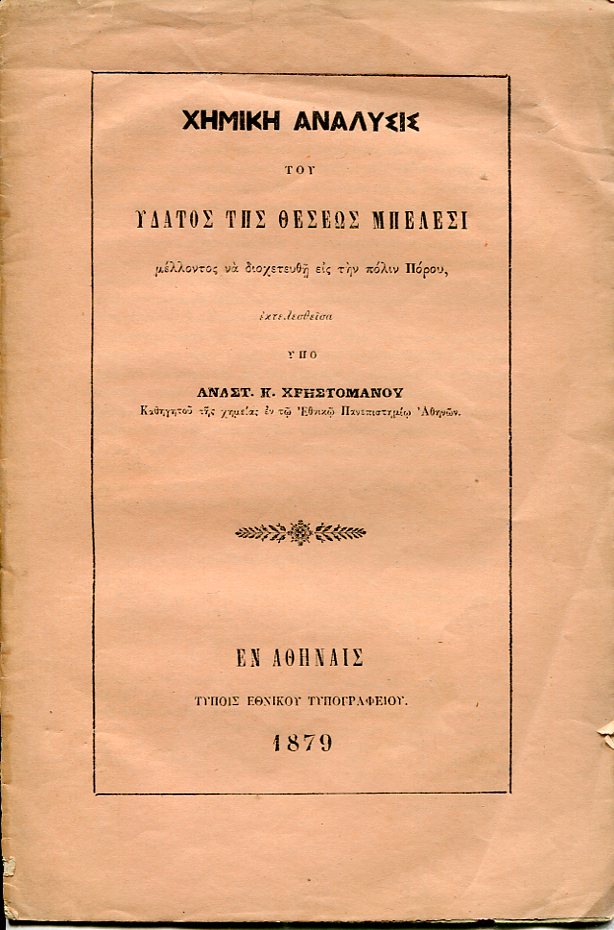 ΧΗΜΙΚΗ ΑΝΑΛΥΣΙΣ
ΤΟΥ
ΥΔΑΤΟΣ ΤΗΣ ΘΕΣΕΩΣ ΜΠΕΛΕΣΙ
μέλλοντος νὰ διοχετευθῇ εἰς τὴν πόλιν Πόρου,
ἐκτελεσθεῖσα
ΥΠΟ
ΑΝΑΣΤ. Κ. ΧΡΗΣΤΟΜΑΝΟΥ
Καθηγητοῦ τῆς χημείας ἐν τῷ Ἐθνικῷ Πανεπιστημίῳ Ἀθηνῶν.
ΕΝ ΑΘΗΝΑΙΣ
ΤΥΠΟΙΣ ΕΘΝΙΚΟΥ ΤΥΠΟΓΡΑΦΕΙΟΥ.
1879